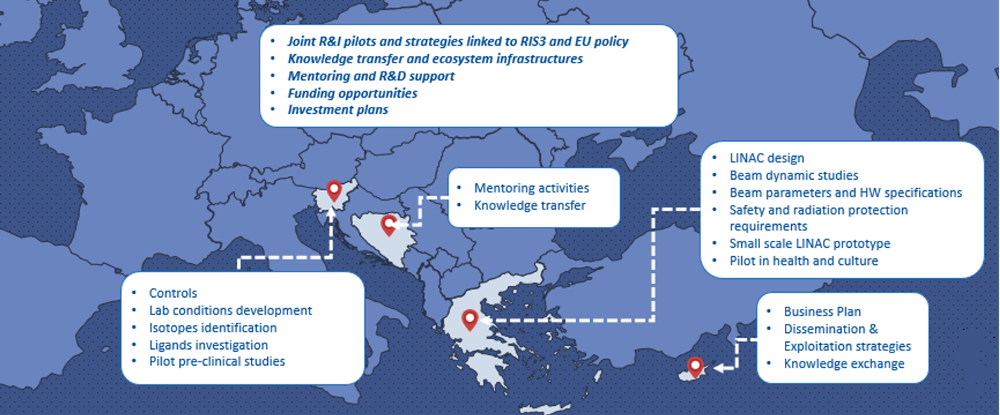 • Joint R&I pilots and strategies linked to RIS3 and EU policy
• Knowledge transfer and ecosystem infrastructures
• Mentoring and R&D support
• Funding opportunities
• Investment plans
• LINAC design
• Beam dynamic studies
• Beam parameters and HW specifications
• Safety and radiation protection
requirements
• Small scale LINAC prototype
• Pilot in health and culture
• Mentoring activities
• Knowledge transfer
• Controls
• Lab conditions development
• Isotopes identification
• Ligands investigation
• Pilot pre-clinical studies
• Business Plan
• Dissemination &
Exploitation strategies
• Knowledge exchange